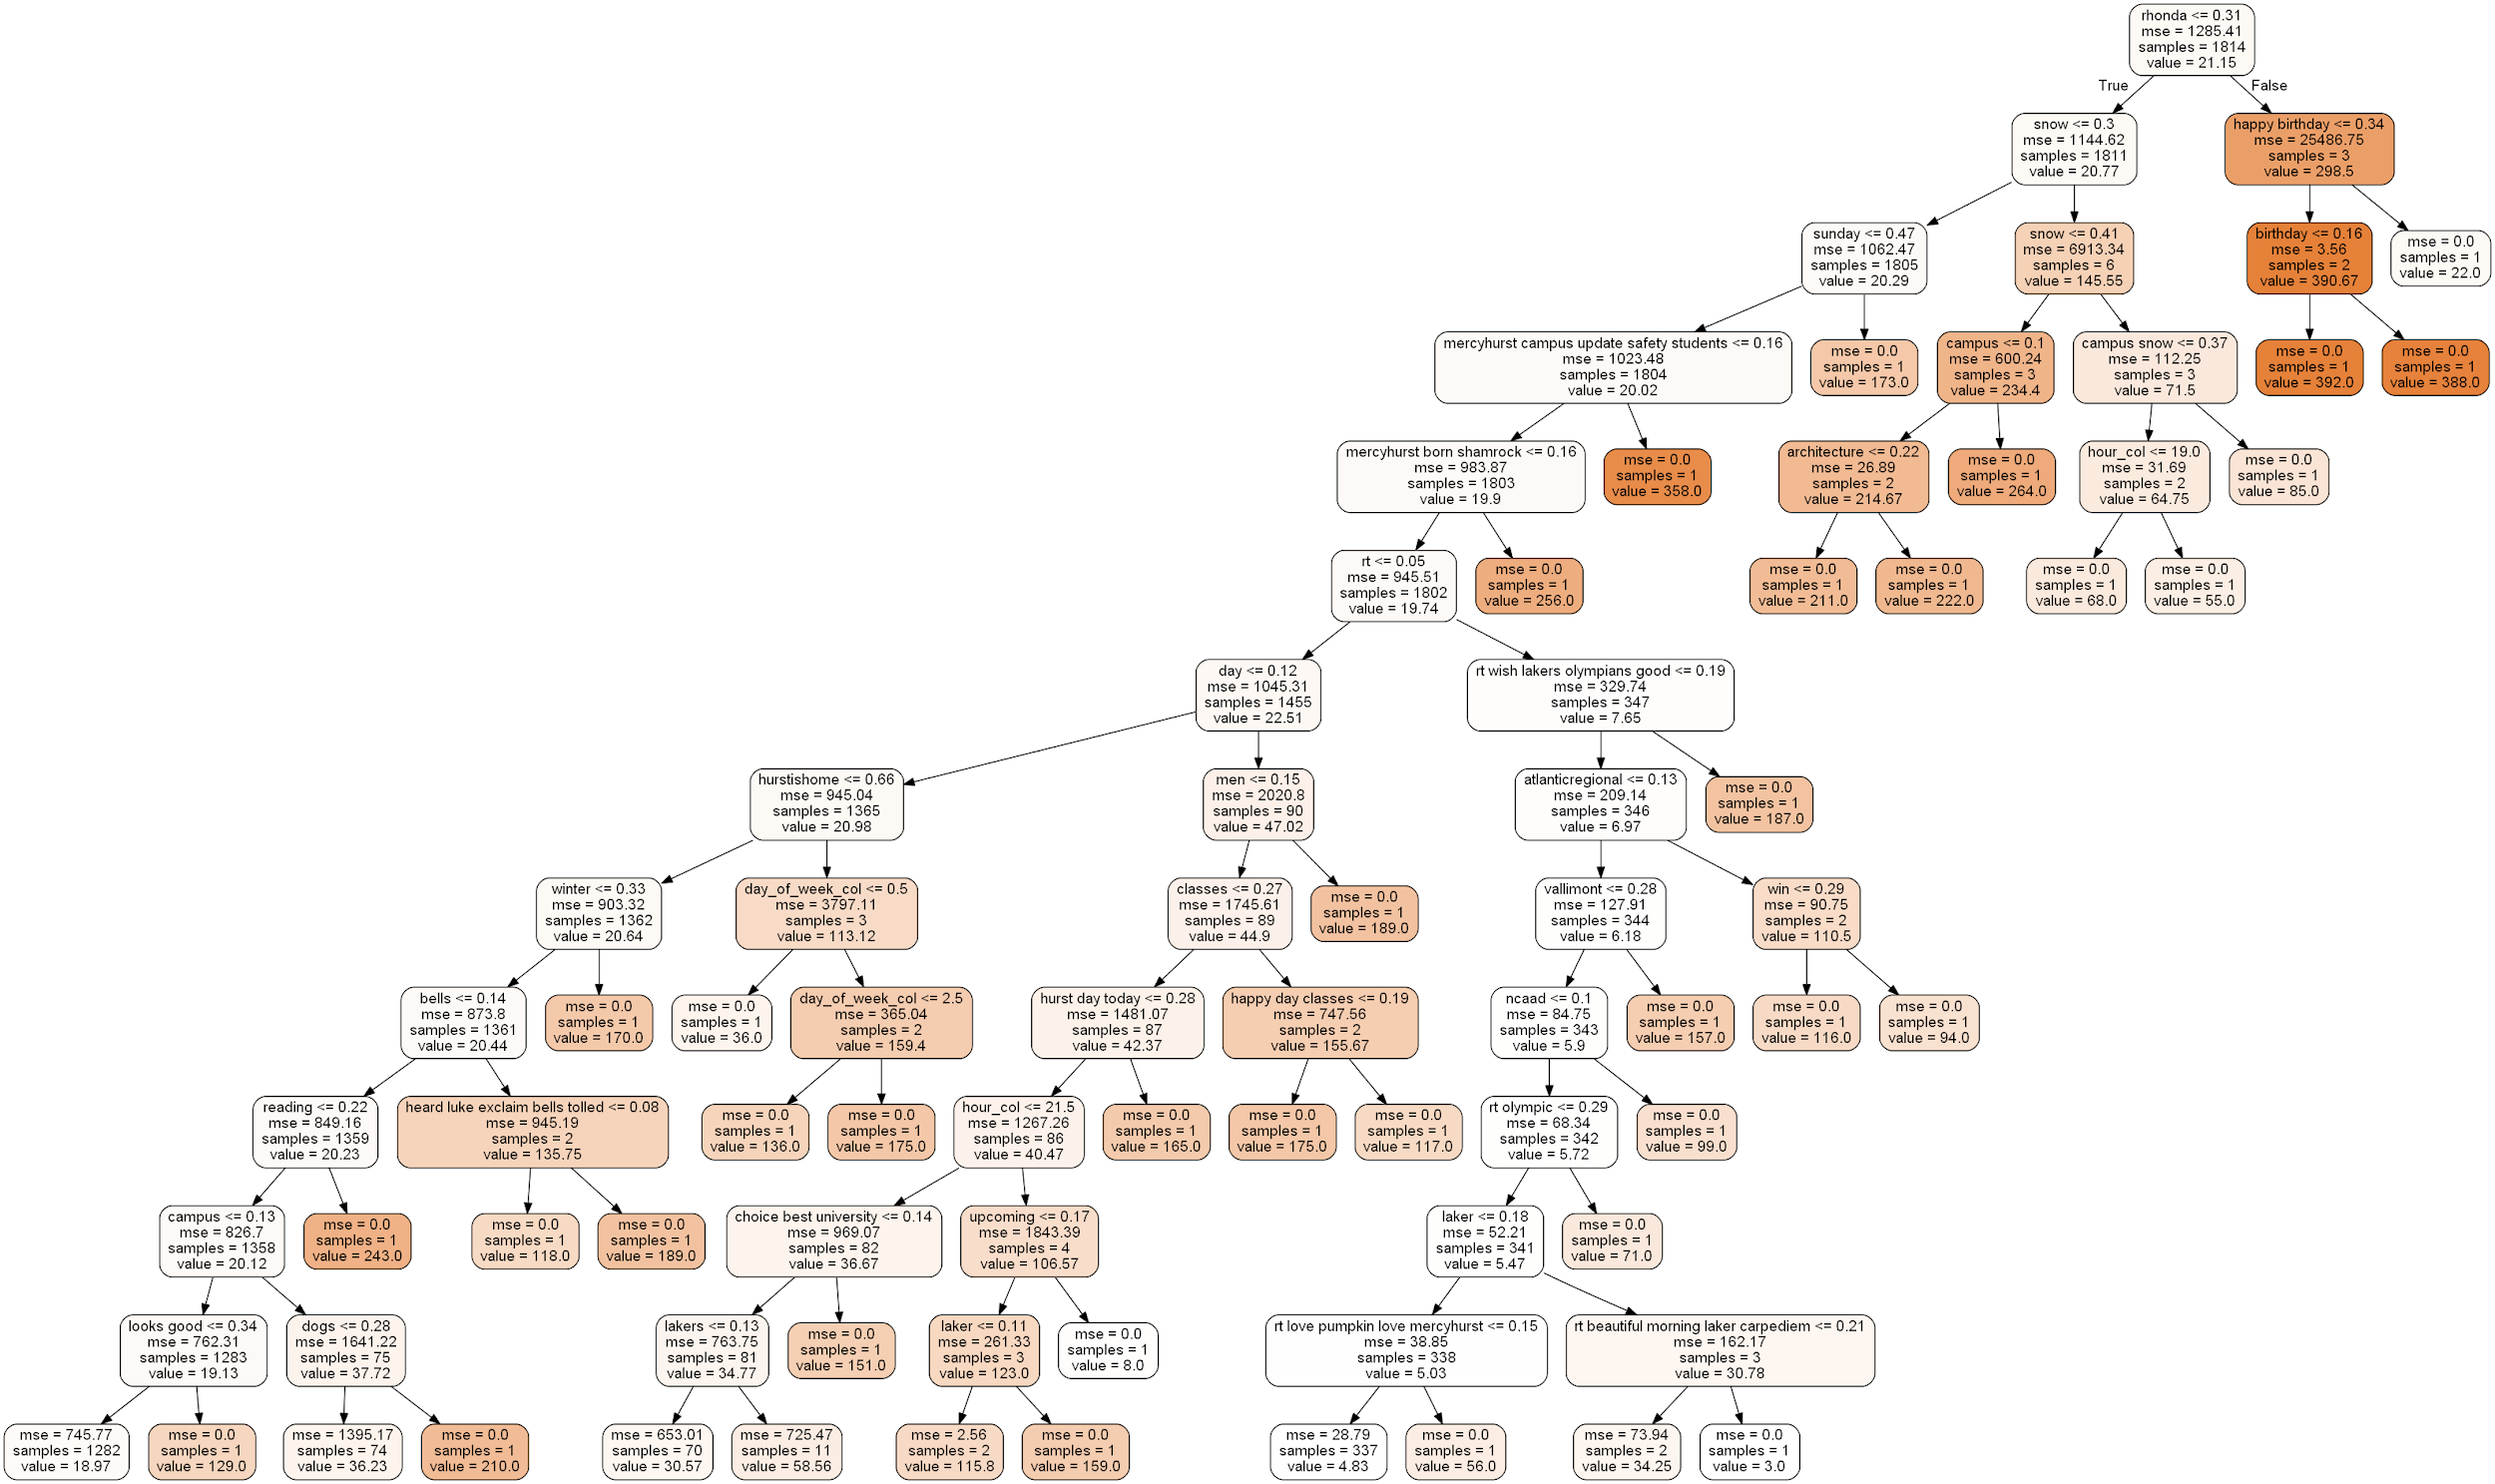 rhonda <= 0.31
mse = 1285.41
samples = 1814
value = 21.15
True
False
snow <= 0.3
mse = 1144.62
samples = 1811
value = 20.77
happy birthday <= 0.34
mse = 25486.75
samples = 3
value = 298.5
sunday <= 0.47
mse = 1062.47
samples = 1805
value = 20.29
snow <= 0.41
mse = 6913.34
samples = 6
value = 145.55
birthday <= 0.16
mse = 3.56
samples = 2
value = 390.67
mse = 0.0
samples = 1
value = 22.0
mercyhurst campus update safety students <= 0.16
mse = 1023.48
samples = 1804
value = 20.02
mse = 0.0
samples = 1
value = 173.0
campus <= 0.1
mse = 600.24
samples = 3
value = 234.4
campus snow <= 0.37
mse = 112.25
samples = 3
value = 71.5
mse = 0.0
samples = 1
value = 392.0
mse = 0.0
samples = 1
value = 388.0
mercyhurst born shamrock <= 0.16
mse = 983.87
samples = 1803
value = 19.9
mse = 0.0
samples = 1
value = 358.0
architecture <= 0.22
mse = 26.89
samples = 2
value = 214.67
mse = 0.0
samples = 1
value = 264.0
hour_col <= 19.0
mse = 31.69
samples = 2
value = 64.75
mse = 0.0
samples = 1
value = 85.0
rt <= 0.05
mse = 945.51
samples = 1802
value = 19.74
mse = 0.0
samples = 1
value = 256.0
mse = 0.0
samples = 1
value = 211.0
mse = 0.0
samples = 1
value = 222.0
mse = 0.0
samples = 1
value = 68.0
mse = 0.0
samples = 1
value = 55.0
day <= 0.12
mse = 1045.31
samples = 1455
value = 22.51
rt wish lakers olympians good <= 0.19
mse = 329.74
samples = 347
value = 7.65
hurstishome <= 0.66
mse = 945.04
samples = 1365
value = 20.98
men <= 0.15
mse = 2020.8
samples = 90
value = 47.02
atlanticregional <= 0.13
mse = 209.14
samples = 346
value = 6.97
mse = 0.0
samples = 1
value = 187.0
winter <= 0.33
mse = 903.32
samples = 1362
value = 20.64
day_of_week_col <= 0.5
mse = 3797.11
samples = 3
value = 113.12
classes <= 0.27
mse = 1745.61
samples = 89
value = 44.9
mse = 0.0
samples = 1
value = 189.0
vallimont <= 0.28
mse = 127.91
samples = 344
value = 6.18
win <= 0.29
mse = 90.75
samples = 2
value = 110.5
bells <= 0.14
mse = 873.8
samples = 1361
value = 20.44
mse = 0.0
samples = 1
value = 170.0
mse = 0.0
samples = 1
value = 36.0
day_of_week_col <= 2.5
mse = 365.04
samples = 2
value = 159.4
hurst day today <= 0.28
mse = 1481.07
samples = 87
value = 42.37
happy day classes <= 0.19
mse = 747.56
samples = 2
value = 155.67
ncaad <= 0.1
mse = 84.75
samples = 343
value = 5.9
mse = 0.0
samples = 1
value = 157.0
mse = 0.0
samples = 1
value = 116.0
mse = 0.0
samples = 1
value = 94.0
reading <= 0.22
mse = 849.16
samples = 1359
value = 20.23
heard luke exclaim bells tolled <= 0.08
mse = 945.19
samples = 2
value = 135.75
mse = 0.0
samples = 1
value = 136.0
mse = 0.0
samples = 1
value = 175.0
hour_col <= 21.5
mse = 1267.26
samples = 86
value = 40.47
mse = 0.0
samples = 1
value = 165.0
mse = 0.0
samples = 1
value = 175.0
mse = 0.0
samples = 1
value = 117.0
rt olympic <= 0.29
mse = 68.34
samples = 342
value = 5.72
mse = 0.0
samples = 1
value = 99.0
campus <= 0.13
mse = 826.7
samples = 1358
value = 20.12
mse = 0.0
samples = 1
value = 243.0
mse = 0.0
samples = 1
value = 118.0
mse = 0.0
samples = 1
value = 189.0
choice best university <= 0.14
mse = 969.07
samples = 82
value = 36.67
upcoming <= 0.17
mse = 1843.39
samples = 4
value = 106.57
laker <= 0.18
mse = 52.21
samples = 341
value = 5.47
mse = 0.0
samples = 1
value = 71.0
looks good <= 0.34
mse = 762.31
samples = 1283
value = 19.13
dogs <= 0.28
mse = 1641.22
samples = 75
value = 37.72
lakers <= 0.13
mse = 763.75
samples = 81
value = 34.77
mse = 0.0
samples = 1
value = 151.0
laker <= 0.11
mse = 261.33
samples = 3
value = 123.0
mse = 0.0
samples = 1
value = 8.0
rt love pumpkin love mercyhurst <= 0.15
mse = 38.85
samples = 338
value = 5.03
rt beautiful morning laker carpediem <= 0.21
mse = 162.17
samples = 3
value = 30.78
mse = 745.77
samples = 1282
value = 18.97
mse = 0.0
samples = 1
value = 129.0
mse = 1395.17
samples = 74
value = 36.23
mse = 0.0
samples = 1
value = 210.0
mse = 653.01
samples = 70
value = 30.57
mse = 725.47
samples = 11
value = 58.56
mse = 2.56
samples = 2
value = 115.8
mse = 0.0
samples = 1
value = 159.0
mse = 28.79
samples = 337
value = 4.83
mse = 0.0
samples = 1
value = 56.0
mse = 73.94
samples = 2
value = 34.25
mse = 0.0
samples = 1
value = 3.0